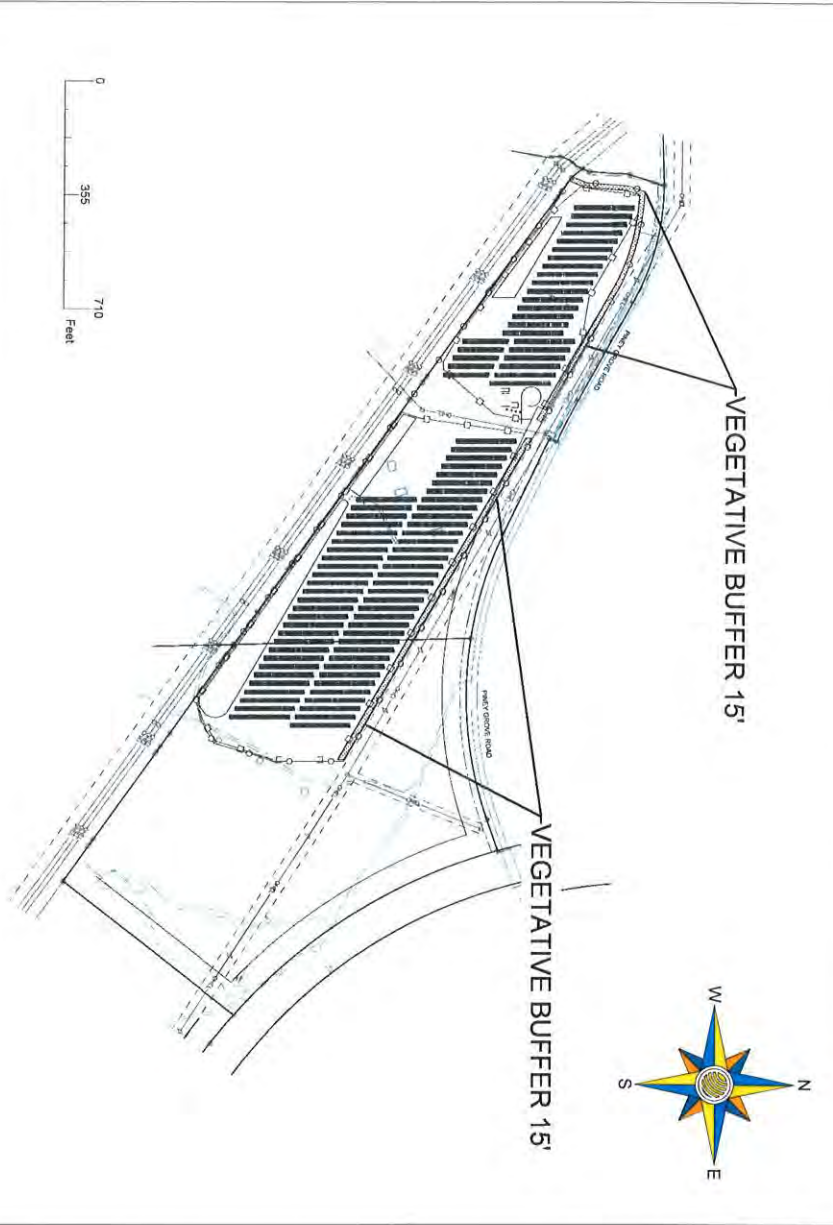 VEGETATIVE BUFFER 15'
PINEY GROVE ROAD
PINEY GROVE ROAD
VEGETATIVE BUFFER 15'
N
W
E
S
0
355
710
Feet